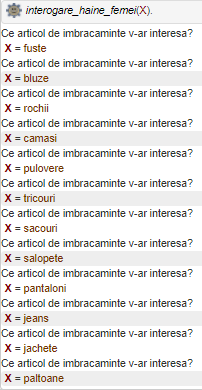 interogare_haine_femei(X).
Ce articol de imbracaminte v-ar interesa?
X = fuste
Ce articol de imbracaminte v-ar interesa?
X = bluze
Ce articol de imbracaminte v-ar interesa?
X = rochii
Ce articol de imbracaminte v-ar interesa?
X = camasi
Ce articol de imbracaminte v-ar interesa?
X = pulovere
Ce articol de imbracaminte v-ar interesa?
X = tricouri
Ce articol de imbracaminte v-ar interesa?
X = sacouri
Ce articol de imbracaminte v-ar interesa?
X = salopete
Ce articol de imbracaminte v-ar interesa?
X = pantaloni
Ce articol de imbracaminte v-ar interesa?
X = jeans
Ce articol de imbracaminte v-ar interesa?
X = jachete
Ce articol de imbracaminte v-ar interesa?
X = paltoane